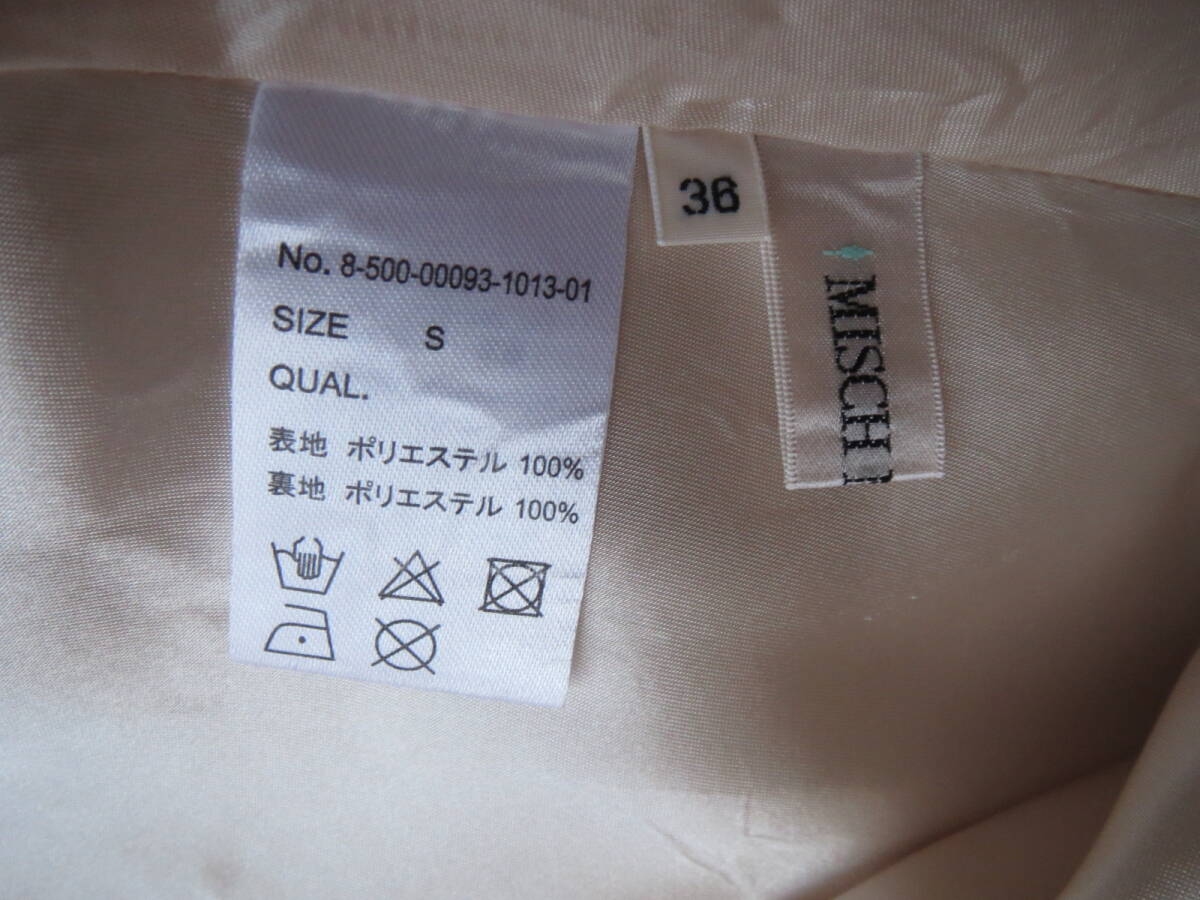 No. 8-500-00093-1013-01
SIZE S
QUAL.
表地 ポリエステル 100%
裏地 ポリエステル 100%
36
MISCH